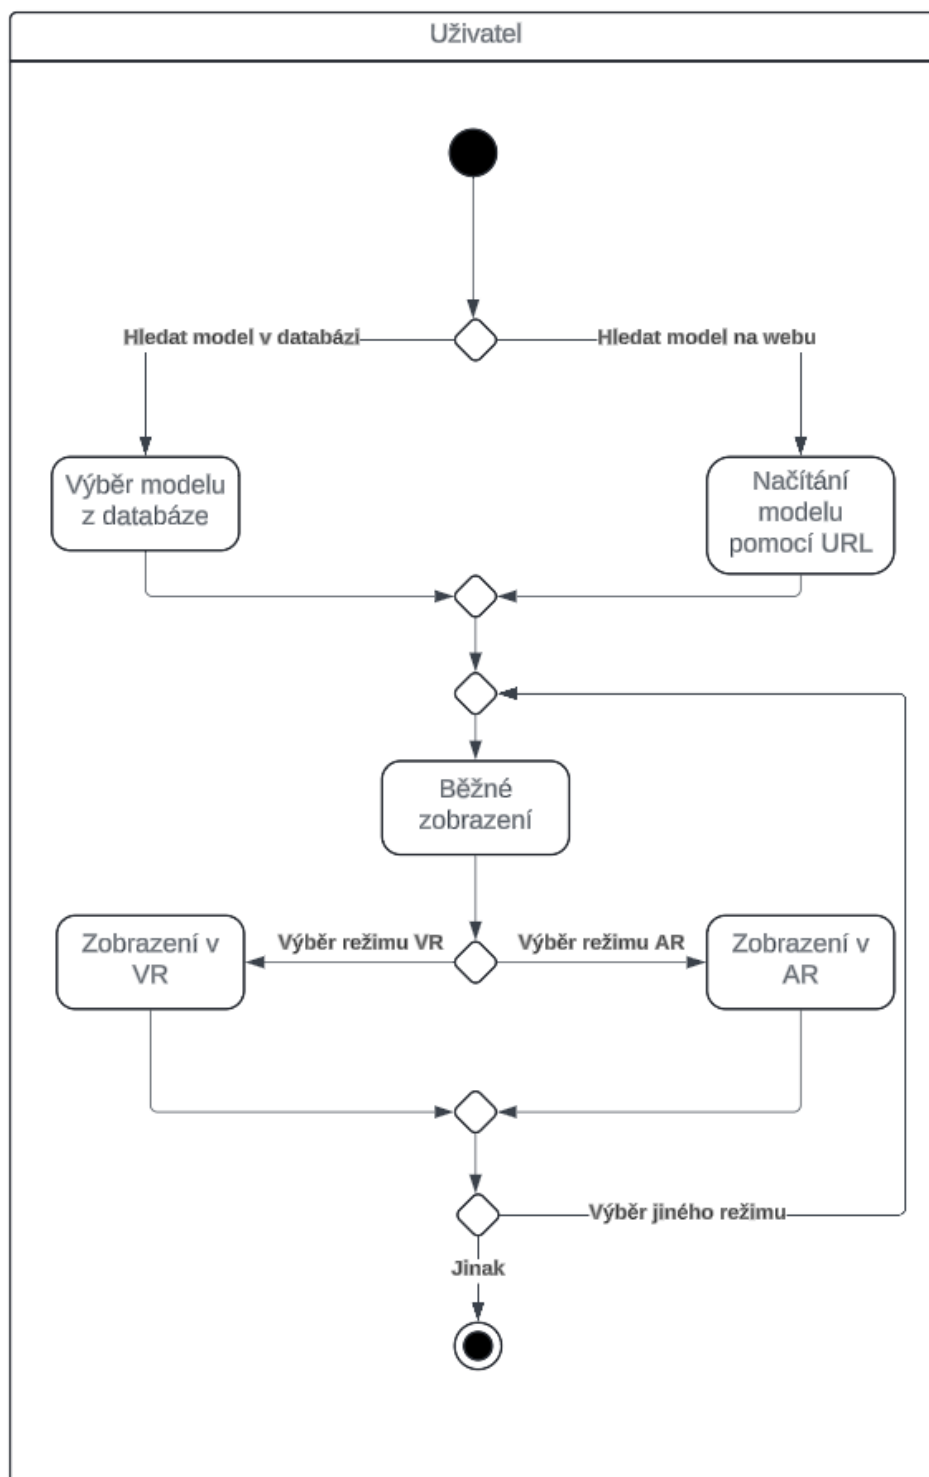 Uživatel
Hledat model v databázi
Hledat model na webu
Výběr modelu
z databáze
Načítání
modelu
pomocí URL
Běžné
zobrazení
Zobrazení v
VR
Výběr režimu VR
Výběr režimu AR
Zobrazení v
AR
Výběr jiného režimu
Jinak